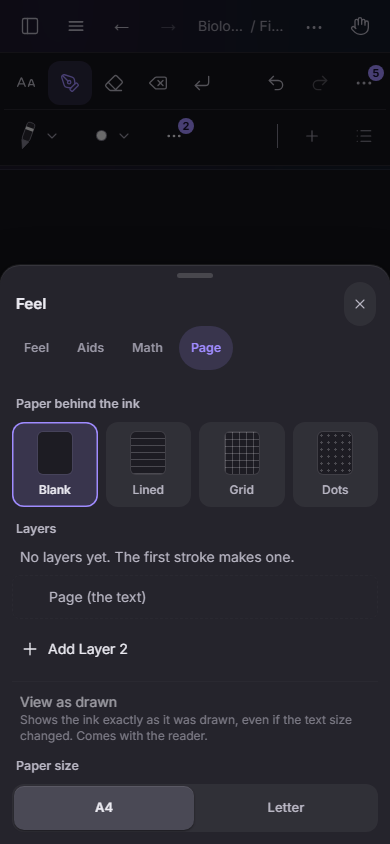 Biolo... / Fi...
AA
5
2
Feel
Feel Aids Math Page
Paper behind the ink
Blank Lined Grid Dots
Layers
No layers yet. The first stroke makes one.
Page (the text)
Add Layer 2
View as drawn
Shows the ink exactly as it was drawn, even if the text size
changed. Comes with the reader.
Paper size
A4 Letter